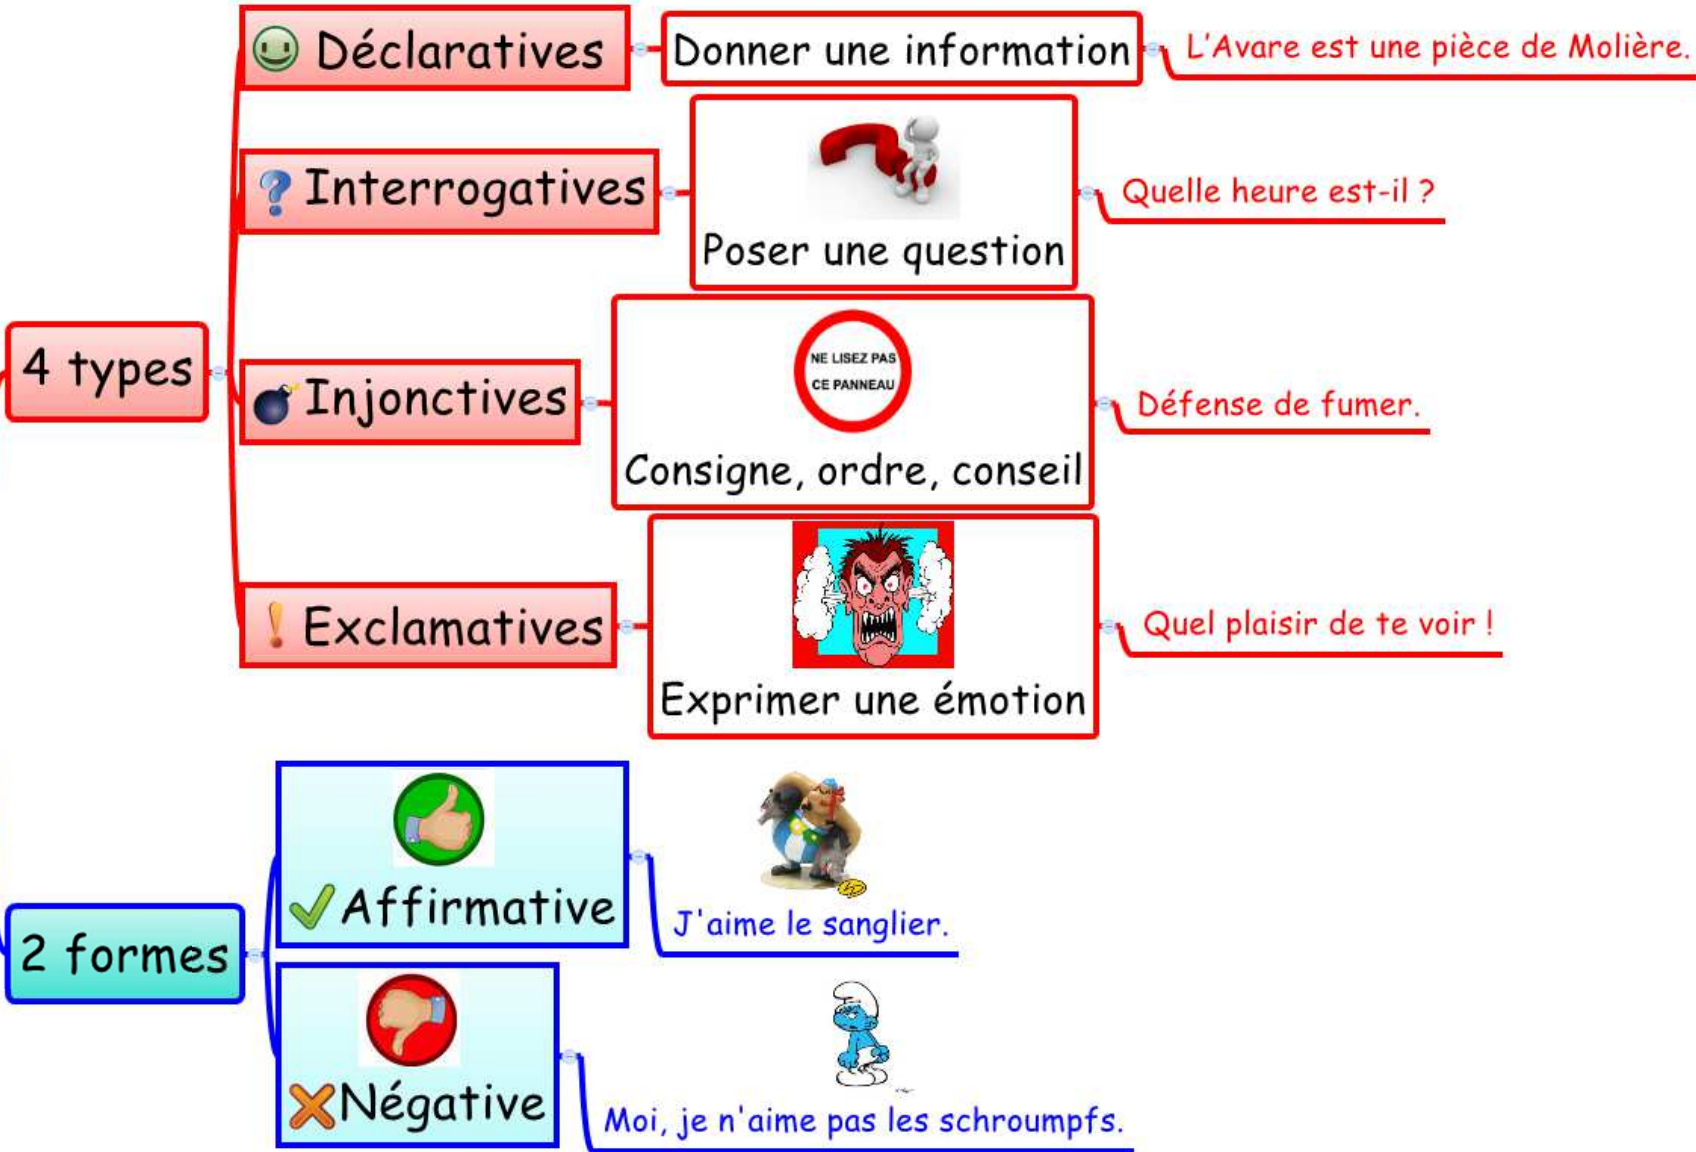 4 types
Déclaratives
Donner une information
L'Avare est une pièce de Molière.
Interrogatives
Poser une question
Quelle heure est-il ?
Injonctives
NE LISEZ PAS
CE PANNEAU
Consigne, ordre, conseil
Défense de fumer.
Exclamatives
Exprimer une émotion
Quel plaisir de te voir !
2 formes
Affirmative
J'aime le sanglier.
Négative
Moi, je n'aime pas les schroumpfs.